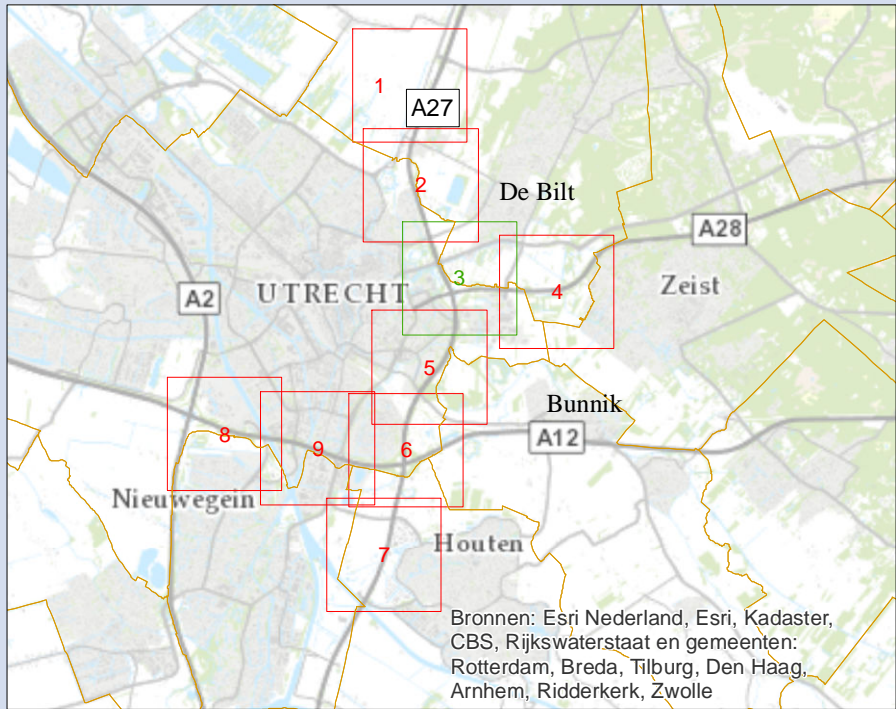 1
A27
2
De Bilt
A28
3
UTRECHT
Zeist
4
A2
5
Bunnik
8
9
6
A12
Nieuwegein
Houten
7
Bronnen: Esri Nederland, Esri, Kadaster,
CBS, Rijkswaterstaat en gemeenten:
Rotterdam, Breda, Tilburg, Den Haag,
Arnhem, Ridderkerk, Zwolle